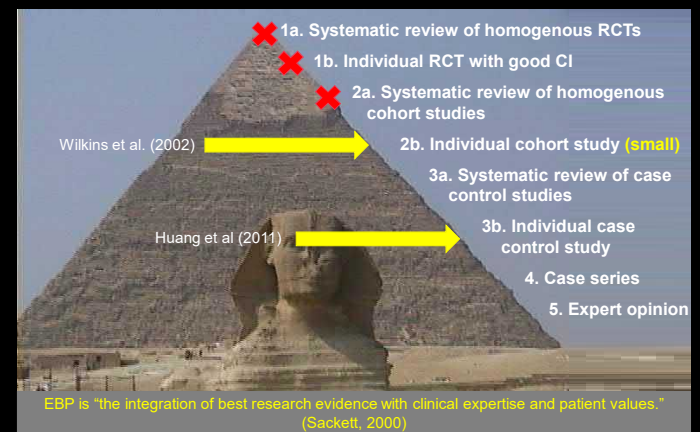 1a. Systematic review of homogenous RCTs
1b. Individual RCT with good CI
2a. Systematic review of homogenous
cohort studies
Wilkins et al. (2002)
2b. Individual cohort study (small)
3a. Systematic review of case
control studies
Huang et al (2011)
3b. Individual case
control study
4. Case series
5. Expert opinion
EBP is “the integration of best research evidence with clinical expertise and patient values.”
(Sackett, 2000)